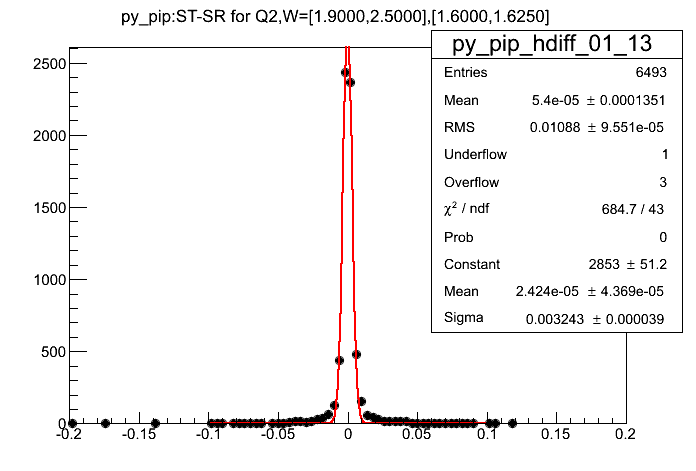 py_pip:ST-SR for Q2,W=[1.9000,2.5000],[1.6000,1.6250]
py_pip_hdiff_01_13
Entries 6493
Mean 5.4e-05 ± 0.0001351
RMS 0.01088 ± 9.551e-05
Underflow 1
Overflow 3
χ² / ndf 684.7 / 43
Prob 0
Constant 2853 ± 51.2
Mean 2.424e-05 ± 4.369e-05
Sigma 0.003243 ± 0.000039
2500
2000
1500
1000
500
0
-0.2 -0.15 -0.1 -0.05 0 0.05 0.1 0.15 0.2